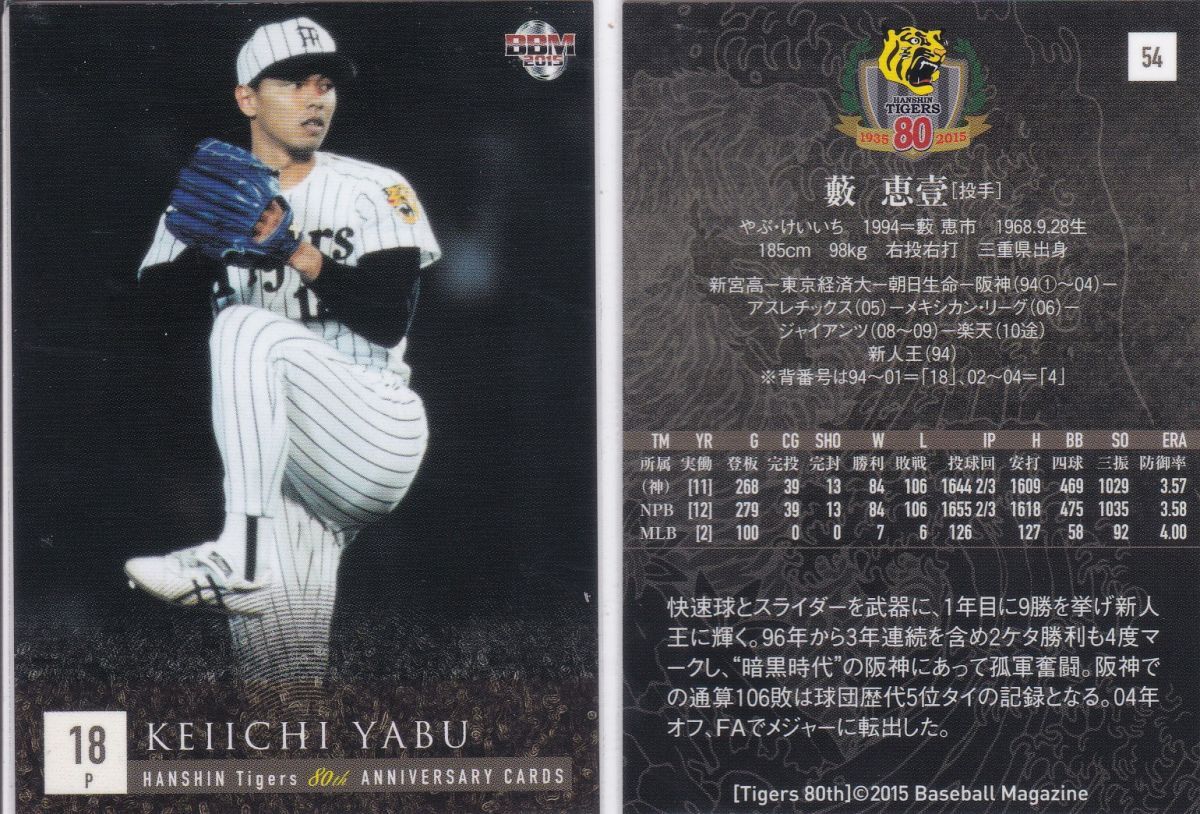 BBM
2015
Tigers
18
P
KEIICHI YABU
HANSHIN Tigers 80th ANNIVERSARY CARDS
54
HANSHIN
TIGERS
1935 80 2015
藪 恵壹[投手]
やぶ・けいいち 1994=藪 恵市 1968.9.28生
185cm 98kg 右投右打 三重県出身
新宮高ー東京経済大ー朝日生命ー阪神(94①〜04)ー
アスレチックス(05)ーメキシカン・リーグ(06)ー
ジャイアンツ(08〜09)ー楽天(10途)
新人王(94)
※背番号は94〜01=「18」、02〜04=「4」
TM YR G CG SHO W L IP H BB SO ERA
所属 実働 登板 完投 完封 勝利 敗戦 投球回 安打 四球 三振 防御率
(神) [11] 268 39 13 84 106 1644 2/3 1609 469 1029 3.57
NPB [12] 279 39 13 84 106 1655 2/3 1618 475 1035 3.58
MLB [2] 100 0 0 7 6 126 127 58 92 4.00
快速球とスライダーを武器に、1年目に9勝を挙げ新人
王に輝く。96年から3年連続を含め2ケタ勝利も4度マ
ークし、“暗黒時代”の阪神にあって孤軍奮闘。阪神で
の通算106敗は球団歴代5位タイの記録となる。04年
オフ、FAでメジャーに転出した。
[Tigers 80th]©2015 Baseball Magazine